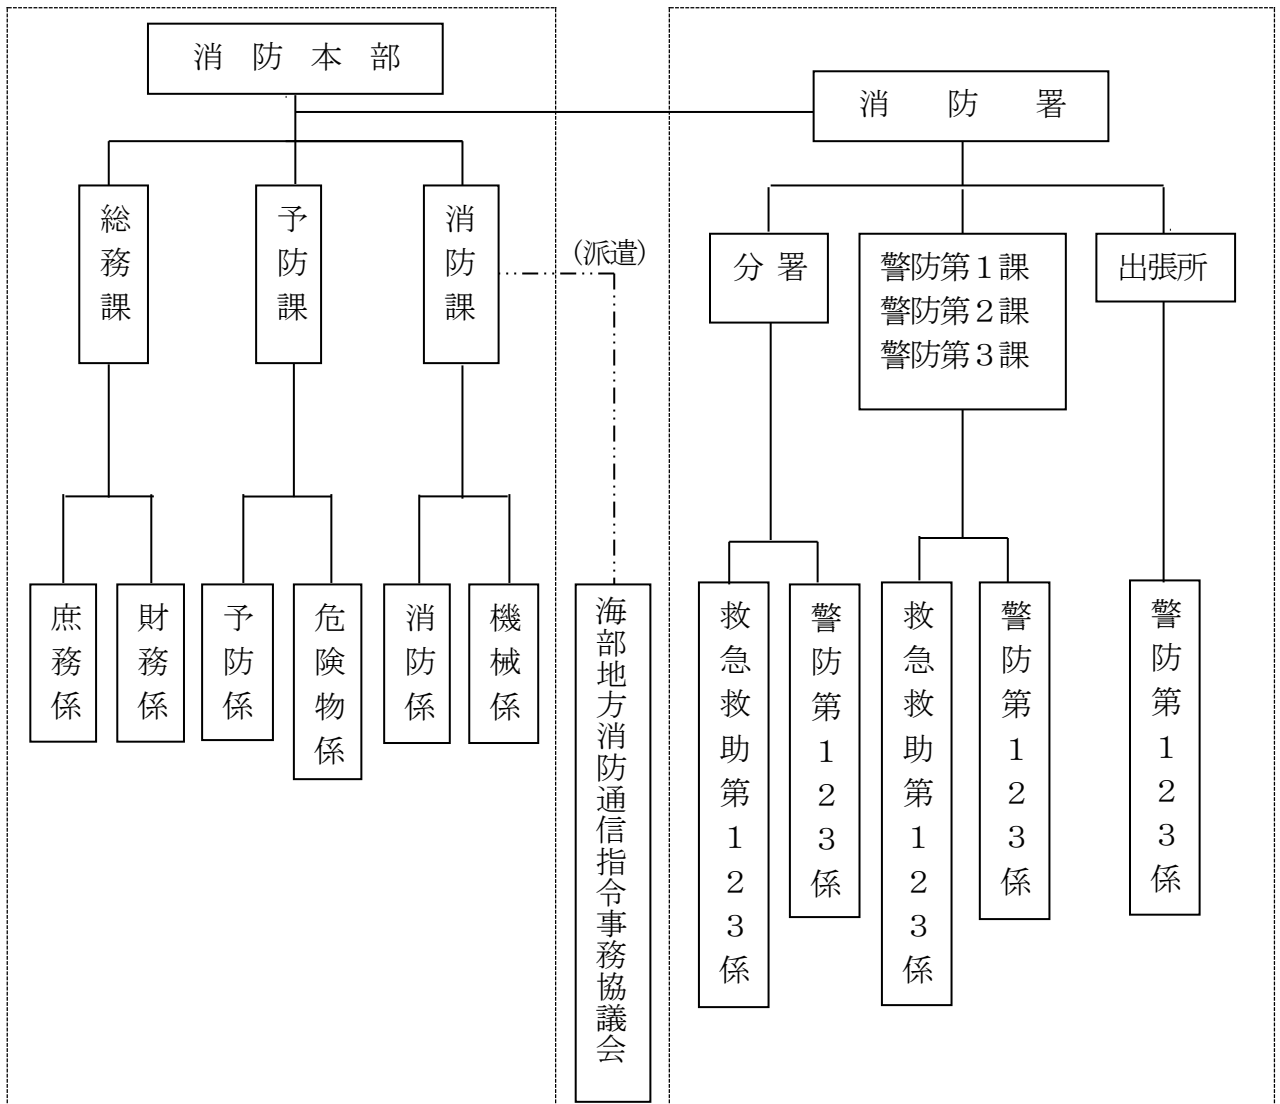 消防本部
消防署
総務課
予防課
消防課
(派遣)
分署
警防第１課
警防第２課
警防第３課
出張所
庶務係
財務係
予防係
危険物係
消防係
機械係
海部地方消防通信指令事務協議会
救急救助第１２３係
警防第１２３係
救急救助第１２３係
警防第１２３係
警防第１２３係